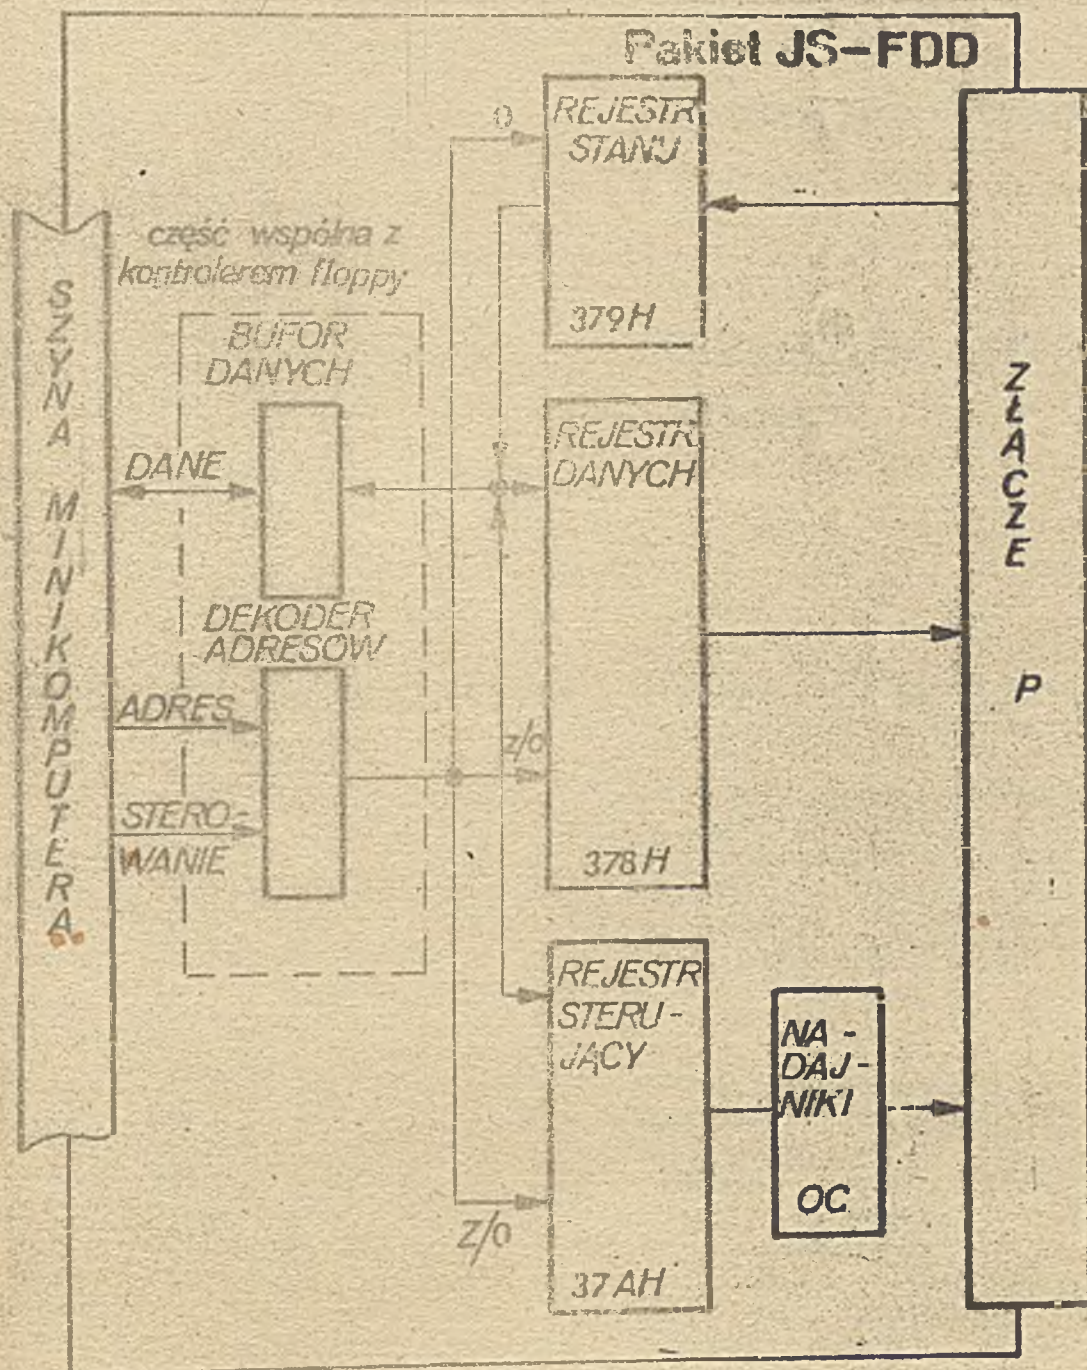 Pakiet JS-FDD
O
REJESTR
STANU
379H
część wspólna z
kontrolerem floppy
SZYNA MINIKOMPUTERA
BUFOR
DANYCH
DANE
DEKODER
ADRESÓW
ADRES
STERO-
WANIE
REJESTR
DANYCH
z/o
378H
REJESTR
STERU-
JĄCY
Z/O
37AH
NA-
DAJ-
NIKI
OC
ZŁĄCZE P